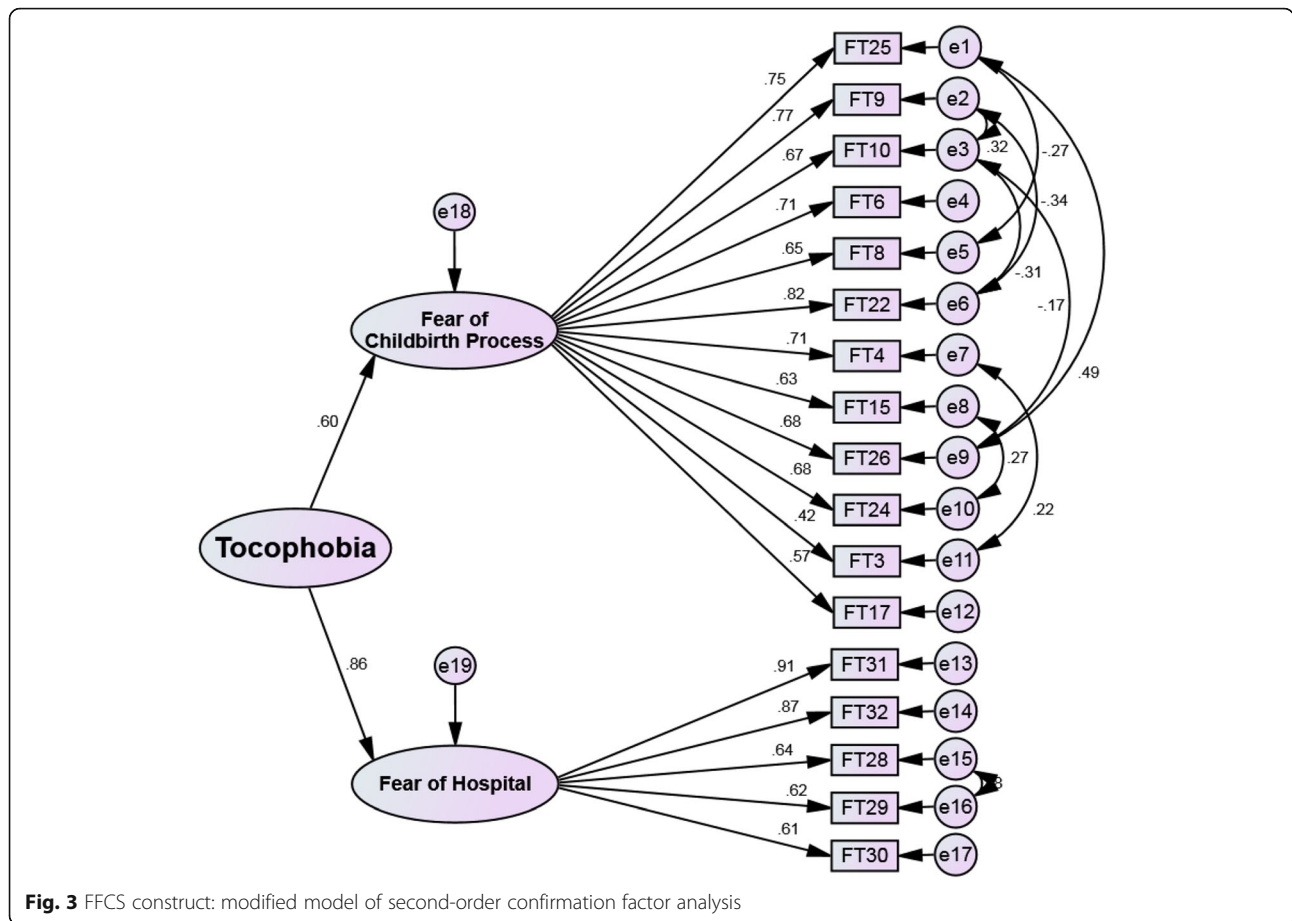 FT25
e1
.75
FT9
e2
.77
FT10
e3
.32
-.27
.67
FT6
e4
-.34
.71
e18
FT8
e5
.65
-.31
FT22
e6
.82
-.17
Fear of
Childbirth Process
FT4
e7
.71
.49
FT15
e8
.63
.60
FT26
e9
.68
.27
FT24
e10
.68
.22
.42
FT3
e11
.57
Tocophobia
FT17
e12
.86
e19
.91
FT31
e13
.87
FT32
e14
.64
FT28
e15
Fear of Hospital
.62
FT29
e16
.61
FT30
e17
Fig. 3 FFCS construct: modified model of second-order confirmation factor analysis